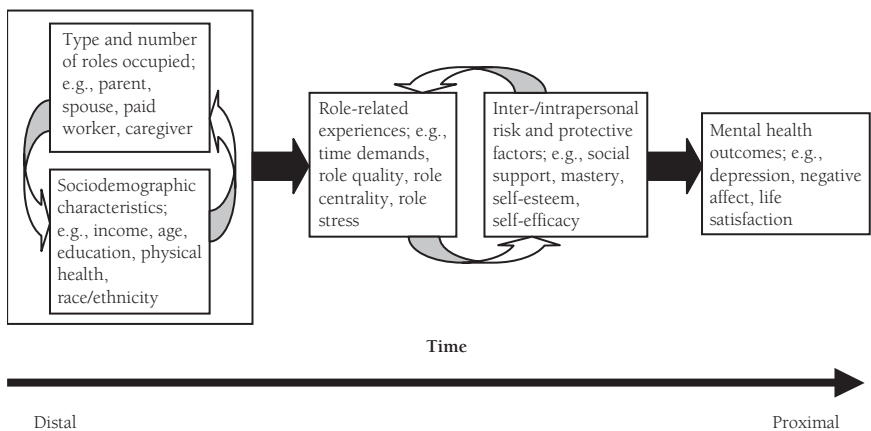 Type and number
of roles occupied;
e.g., parent,
spouse, paid
worker, caregiver
Sociodemographic
characteristics;
e.g., income, age,
education, physical
health,
race/ethnicity
Role-related
experiences; e.g.,
time demands,
role quality, role
centrality, role
stress
Inter-/intrapersonal
risk and protective
factors; e.g., social
support, mastery,
self-esteem,
self-efficacy
Mental health
outcomes; e.g.,
depression, negative
affect, life
satisfaction
Time
Distal
Proximal